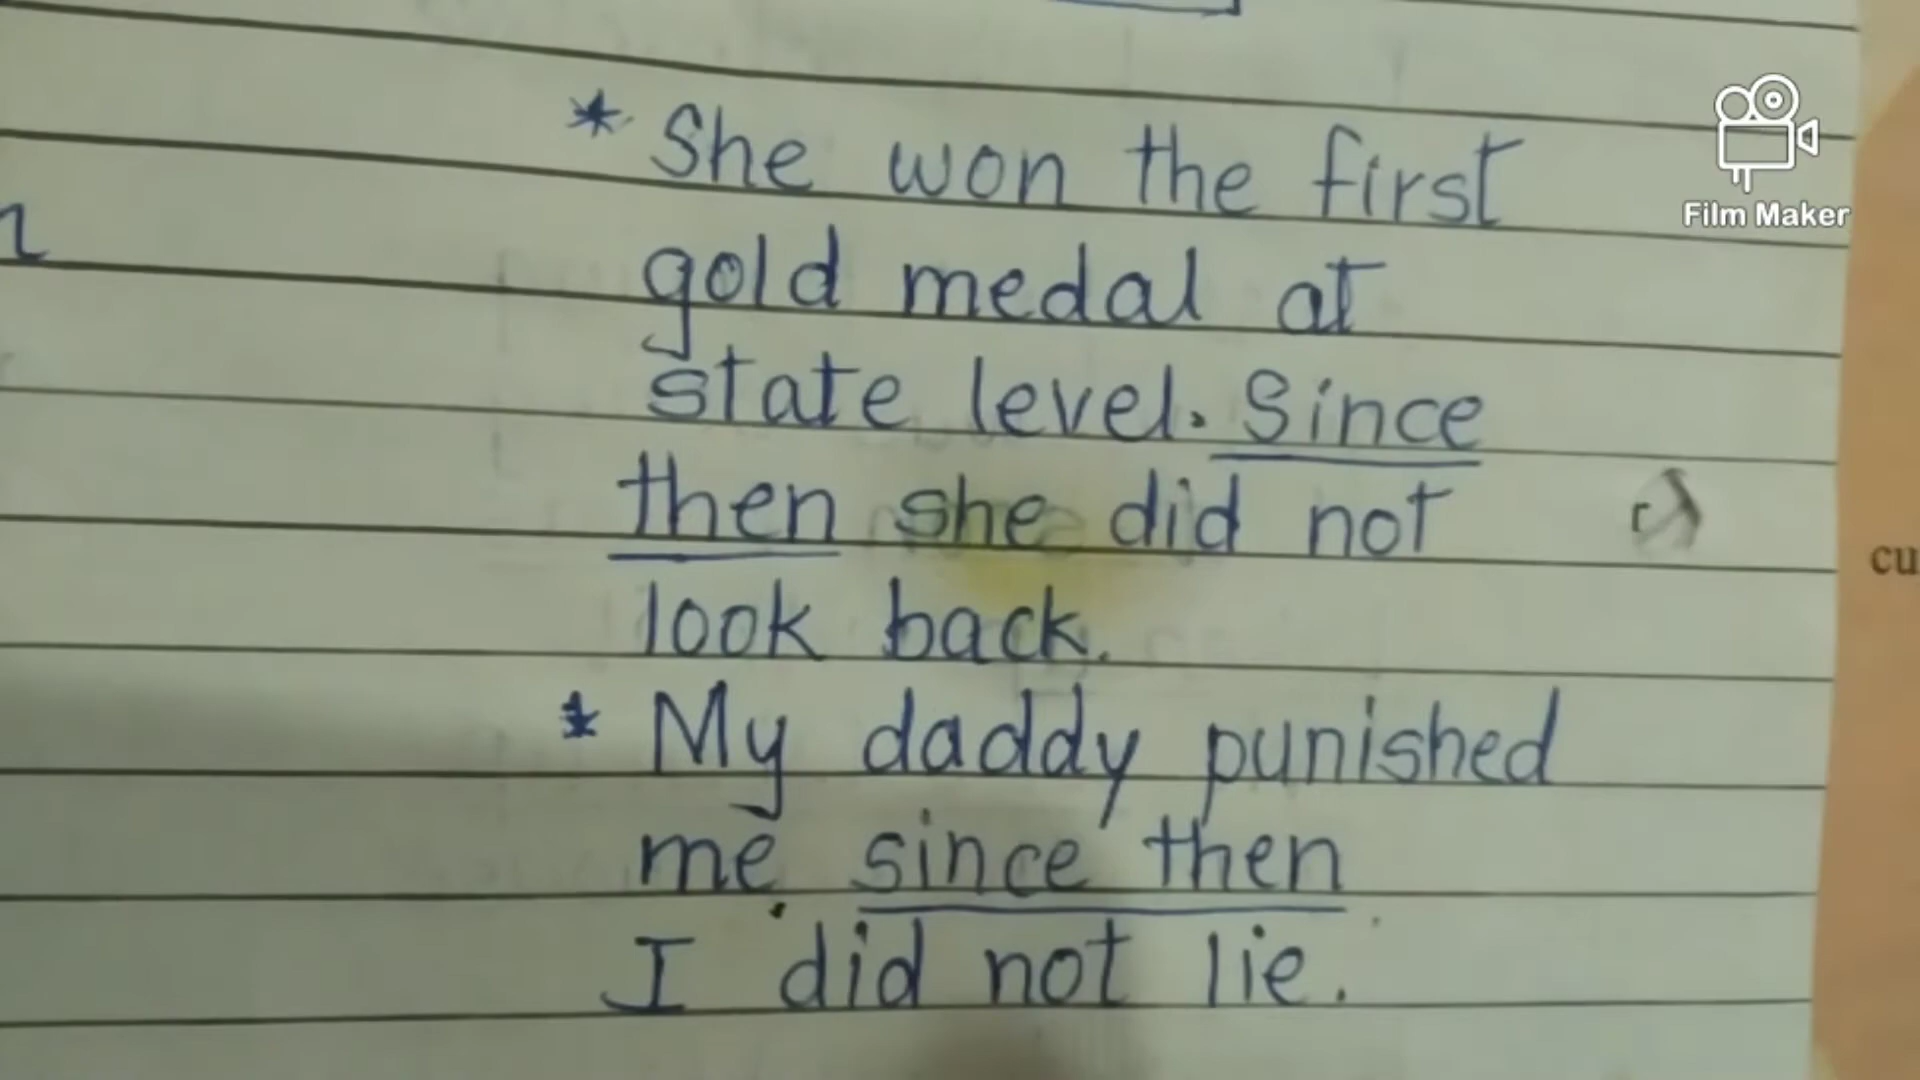 * She won the first
Film Maker
gold medal at
state level. Since
then she did not
cu
look back.
* My daddy punished
me since then
I did not lie.